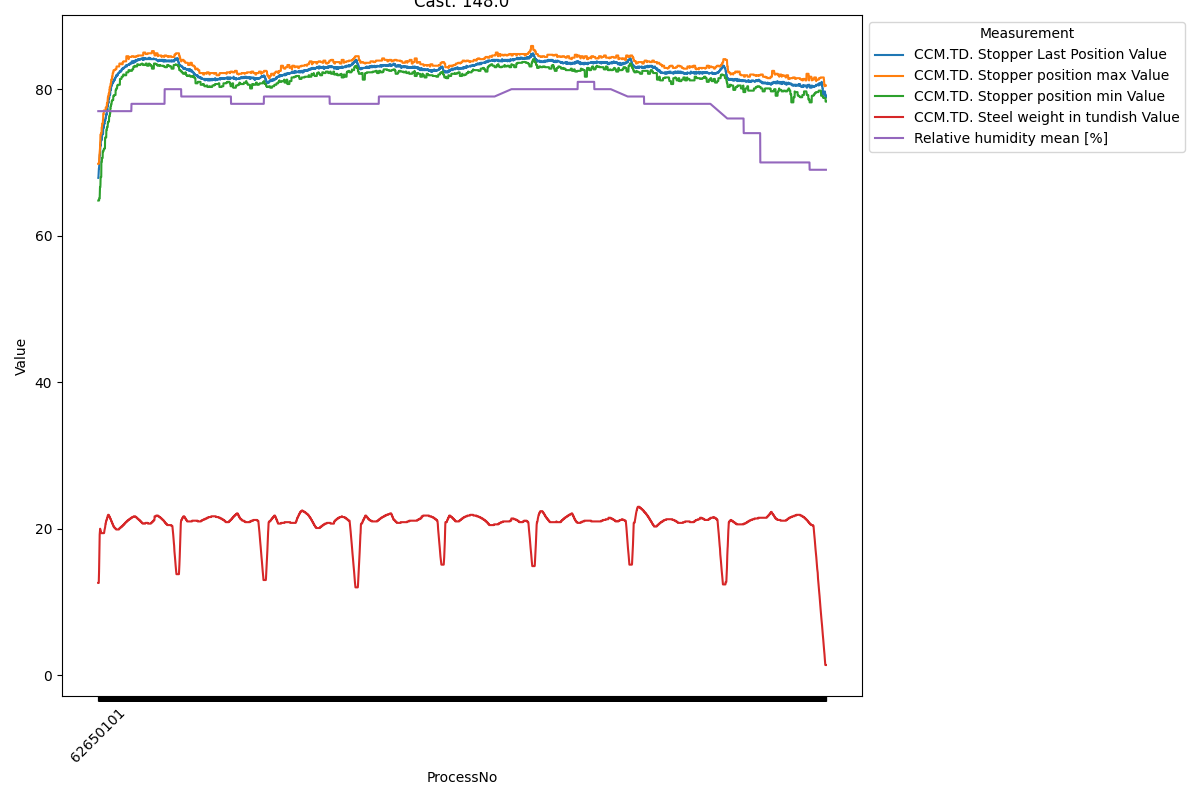 Cast: 148.0
Measurement
CCM.TD. Stopper Last Position Value
CCM.TD. Stopper position max Value
CCM.TD. Stopper position min Value
CCM.TD. Steel weight in tundish Value
Relative humidity mean [%]
80
60
40
20
0
Value
62650101
ProcessNo